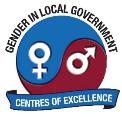 GENDER IN LOCAL GOVERNMENT
CENTRES OF EXCELLENCE